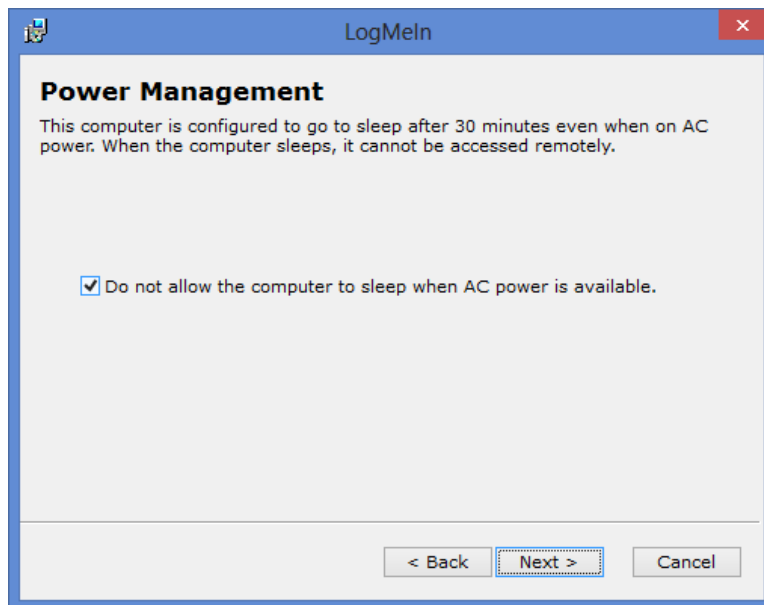 LogMeIn
Power Management
This computer is configured to go to sleep after 30 minutes even when on AC
power. When the computer sleeps, it cannot be accessed remotely.
Do not allow the computer to sleep when AC power is available.
< Back Next > Cancel